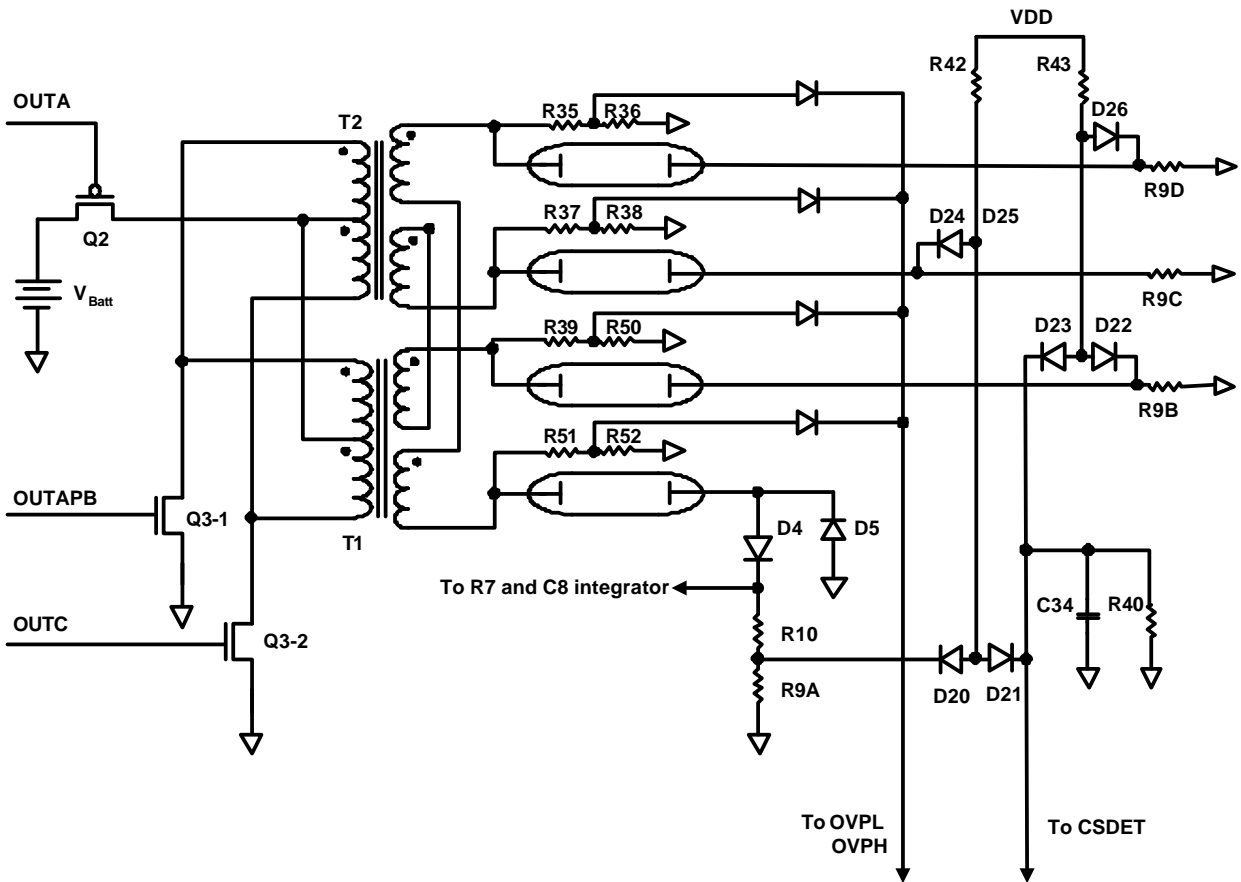 VDD
R42
R43
OUTA
T2
R35
R36
D26
R9D
Q2
R37
R38
D24
D25
V Batt
R9C
R39
R50
D23
D22
R9B
R51
R52
OUTAPB
Q3-1
T1
D4
D5
To R7 and C8 integrator
C34
R40
OUTC
Q3-2
R10
R9A
D20
D21
To OVPL
OVPH
To CSDET